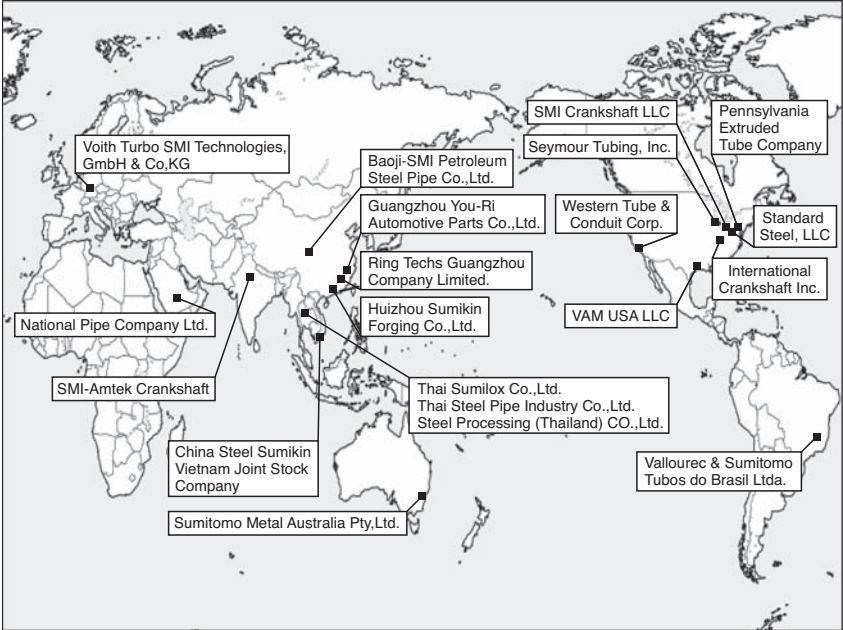 SMI Crankshaft LLC
Pennsylvania
Extruded
Tube Company
Voith Turbo SMI Technologies,
GmbH & Co,KG
Seymour Tubing, Inc.
Baoji-SMI Petroleum
Steel Pipe Co.,Ltd.
Guangzhou You-Ri
Automotive Parts Co.,Ltd.
Western Tube &
Conduit Corp.
Standard
Steel, LLC
Ring Techs Guangzhou
Company Limited.
International
Crankshaft Inc.
Huizhou Sumikin
Forging Co.,Ltd.
National Pipe Company Ltd.
VAM USA LLC
SMI-Amtek Crankshaft
Thai Sumilox Co.,Ltd.
Thai Steel Pipe Industry Co.,Ltd.
Steel Processing (Thailand) CO.,Ltd.
China Steel Sumikin
Vietnam Joint Stock
Company
Vallourec & Sumitomo
Tubos do Brasil Ltda.
Sumitomo Metal Australia Pty,Ltd.